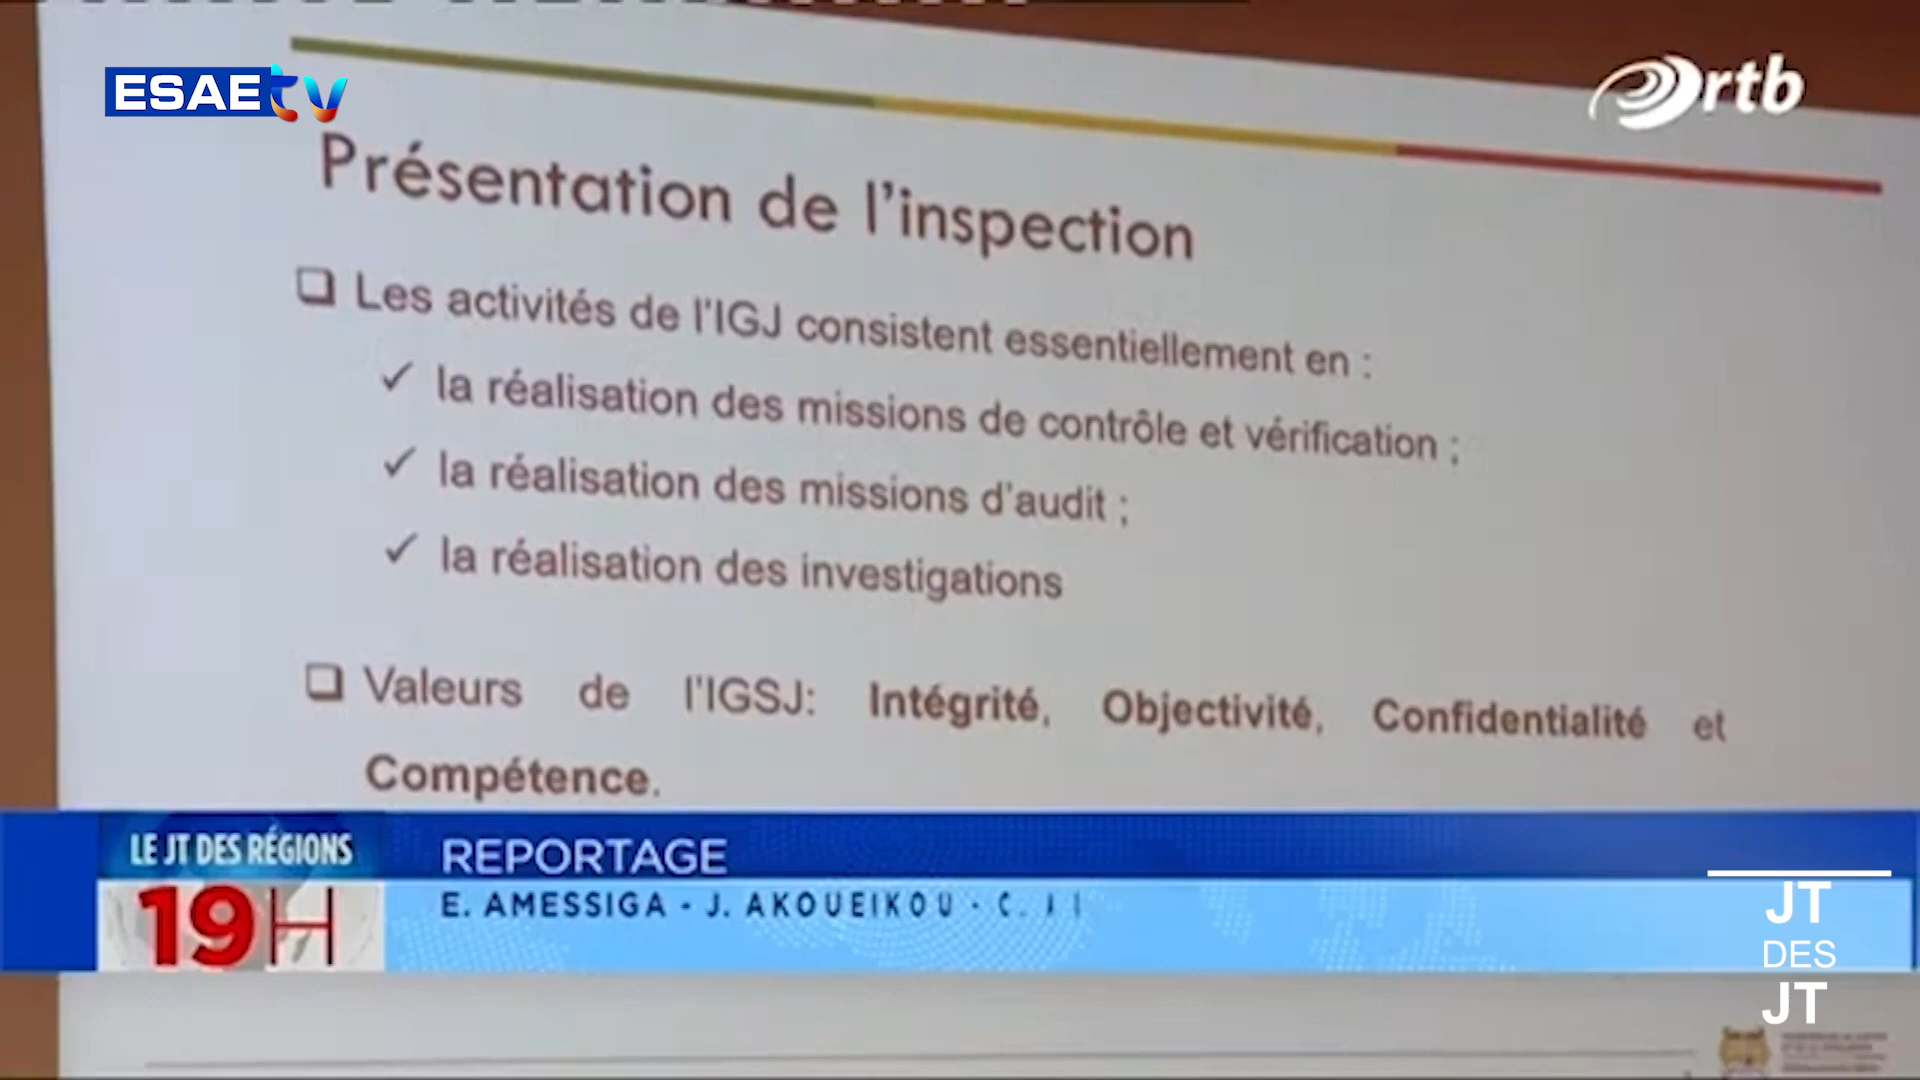 ESAE tv
ortb
Présentation de l'inspection
Les activités de l'IGJ consistent essentiellement en :
la réalisation des missions de contrôle et vérification ;
la réalisation des missions d'audit ;
la réalisation des investigations
Valeurs de l'IGSJ: Intégrité, Objectivité, Confidentialité et
Compétence.
LE JT DES RÉGIONS
19H
REPORTAGE
E. AMESSIGA - J. AKOUEIKOU - C.
JT
DES
JT